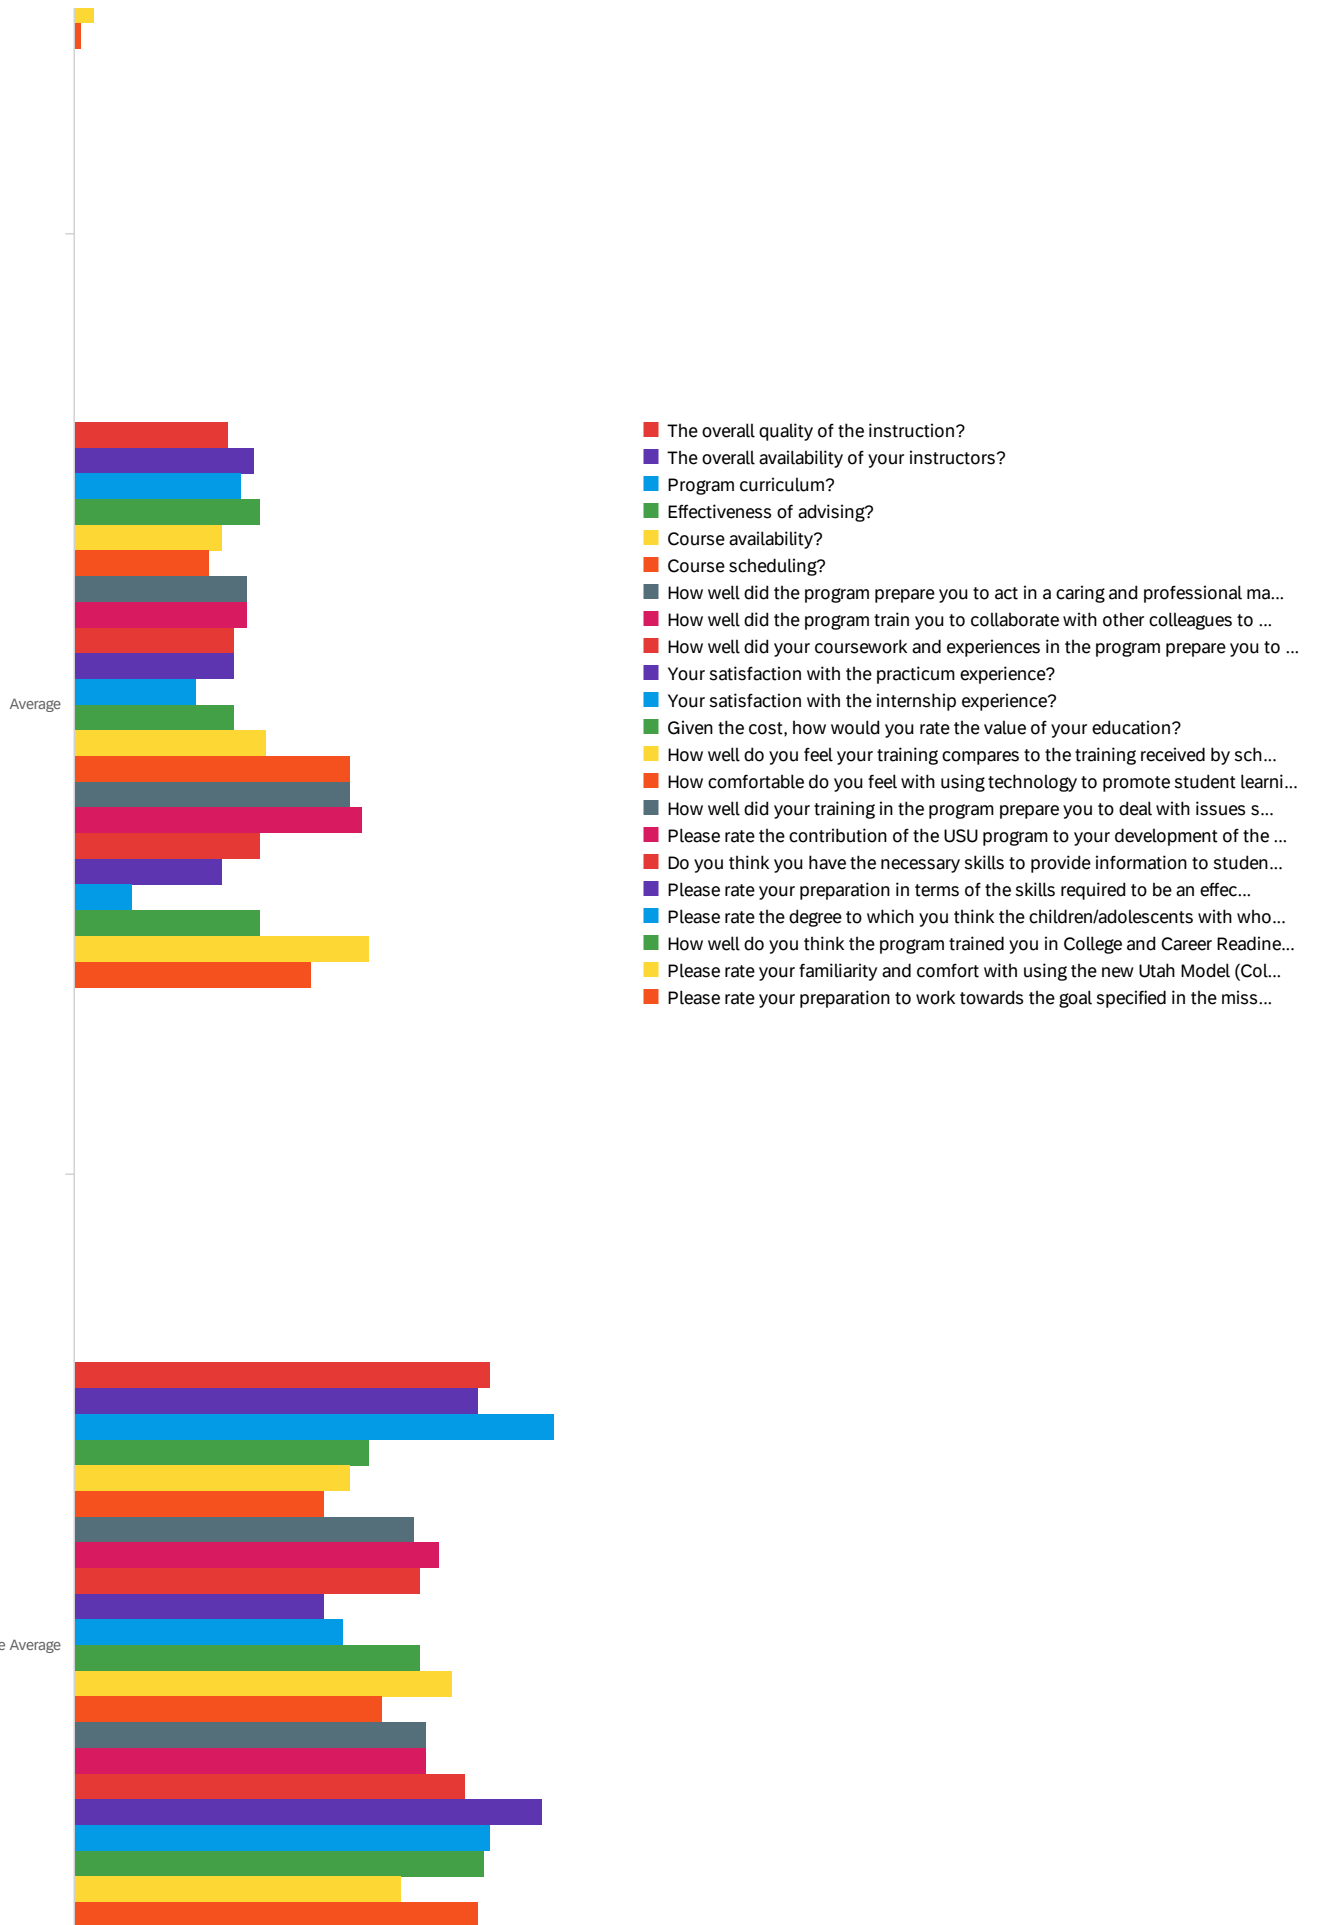 The overall quality of the instruction?
The overall availability of your instructors?
Program curriculum?
Effectiveness of advising?
Course availability?
Course scheduling?
How well did the program prepare you to act in a caring and professional ma...
How well did the program train you to collaborate with other colleagues to ...
How well did your coursework and experiences in the program prepare you to ...
Your satisfaction with the practicum experience?
Your satisfaction with the internship experience?
Average
Given the cost, how would you rate the value of your education?
How well do you feel your training compares to the training received by sch...
How comfortable do you feel with using technology to promote student learni...
How well did your training in the program prepare you to deal with issues s...
Please rate the contribution of the USU program to your development of the ...
Do you think you have the necessary skills to provide information to studen...
Please rate your preparation in terms of the skills required to be an effec...
Please rate the degree to which you think the children/adolescents with who...
How well do you think the program trained you in College and Career Readine...
Please rate your familiarity and comfort with using the new Utah Model (Col...
Please rate your preparation to work towards the goal specified in the miss...
e Average